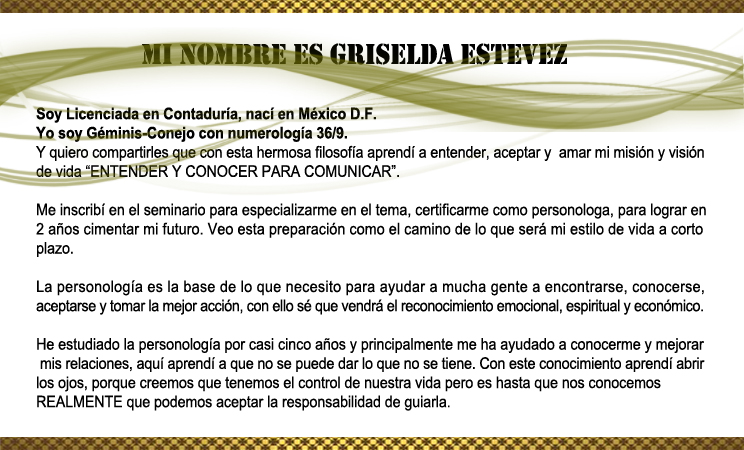 MI NOMBRE ES GRISELDA ESTEVEZ
Soy Licenciada en Contaduría, nací en México D.F.
Yo soy Géminis-Conejo con numerología 36/9.
Y quiero compartirles que con esta hermosa filosofía aprendí a entender, aceptar y amar mi misión y visión
de vida “ENTENDER Y CONOCER PARA COMUNICAR”.
Me inscribí en el seminario para especializarme en el tema, certificarme como personologa, para lograr en
2 años cimentar mi futuro. Veo esta preparación como el camino de lo que será mi estilo de vida a corto
plazo.
La personología es la base de lo que necesito para ayudar a mucha gente a encontrarse, conocerse,
aceptarse y tomar la mejor acción, con ello sé que vendrá el reconocimiento emocional, espiritual y económico.
He estudiado la personología por casi cinco años y principalmente me ha ayudado a conocerme y mejorar
mis relaciones, aquí aprendí a que no se puede dar lo que no se tiene. Con este conocimiento aprendí abrir
los ojos, porque creemos que tenemos el control de nuestra vida pero es hasta que nos conocemos
REALMENTE que podemos aceptar la responsabilidad de guiarla.